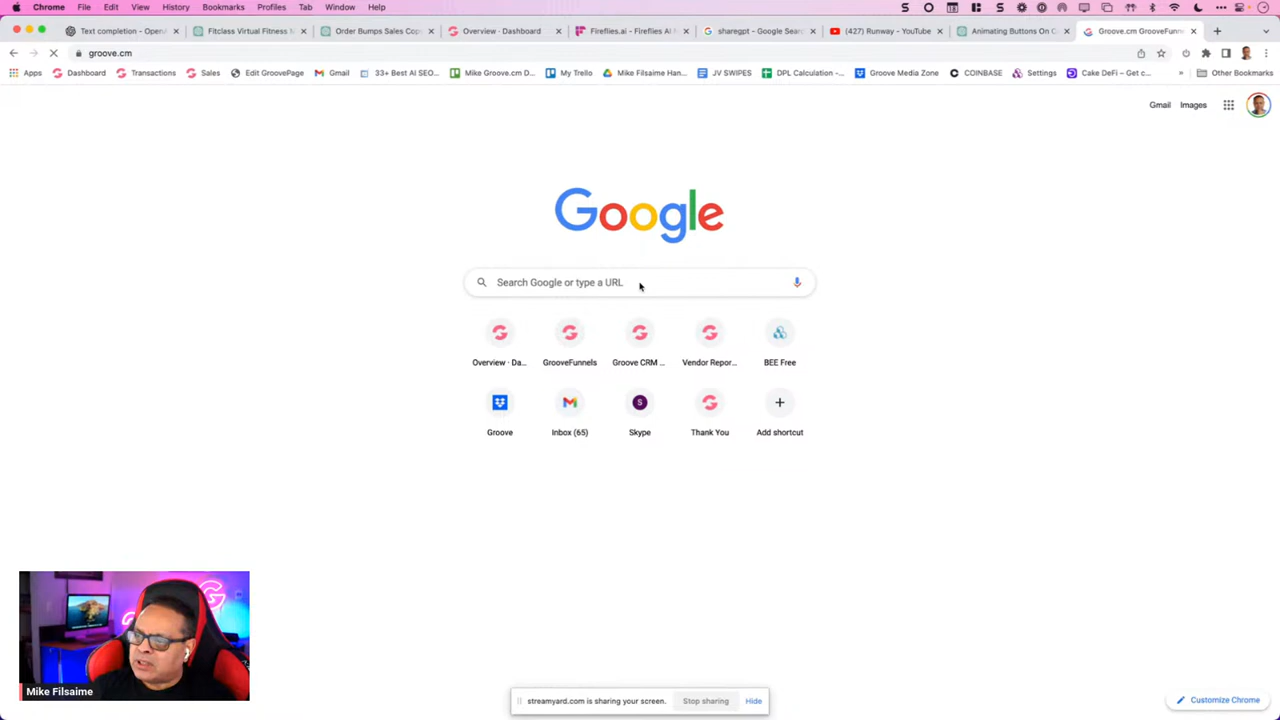 Chrome File Edit View History Bookmarks Profiles Tab Window Help
Text completion - OpenA
Fitclass Virtual Fitness M
Order Bumps Sales Copy
Overview · Dashboard
Fireflies.ai - Fireflies AI M
sharegpt - Google Sear
(427) Runway - YouTube
Animating Buttons On C
Groove.cm GrooveFunn
groove.cm
Apps Dashboard Transactions Sales Edit GroovePage Gmail 33+ Best AI SEO... Mike Groove.cm D... My Trello Mike Filsaime Han... JV SWIPES DPL Calculation -... Groove Media Zone COINBASE Settings Cake DeFi – Get c... » Other Bookmarks
Gmail Images
Google
Search Google or type a URL
Overview · Da... GrooveFunnels Groove CRM ... Vendor Repor... BEE Free
S
Groove Inbox (65) Skype Thank You Add shortcut
Mike Filsaime
streamyard.com is sharing your screen. Stop sharing Hide
Customize Chrome